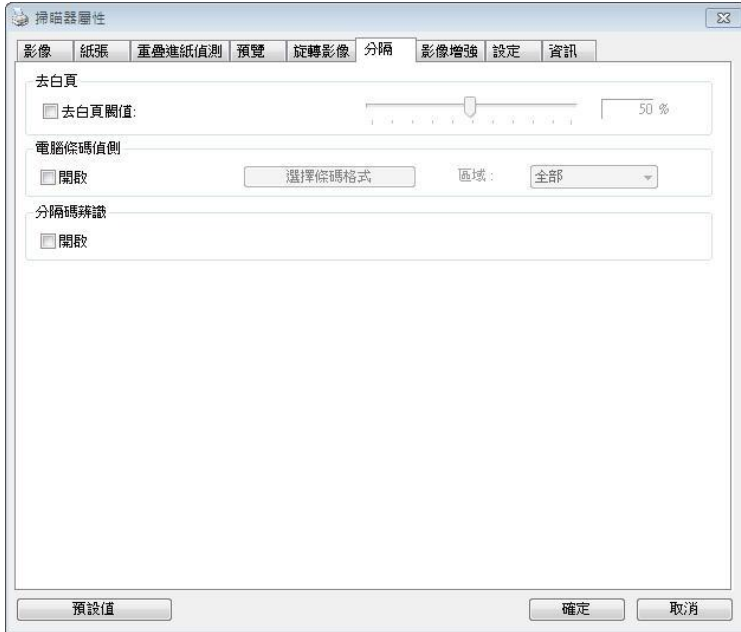 掃瞄器屬性
影像 紙張 重疊進紙偵測 預覽 旋轉影像 分隔 影像增強 設定 資訊
去白頁
去白頁閥值: 50 %
電腦條碼偵側
開啟 選擇條碼格式 區域： 全部
分隔碼辨識
開啟
預設值 確定 取消